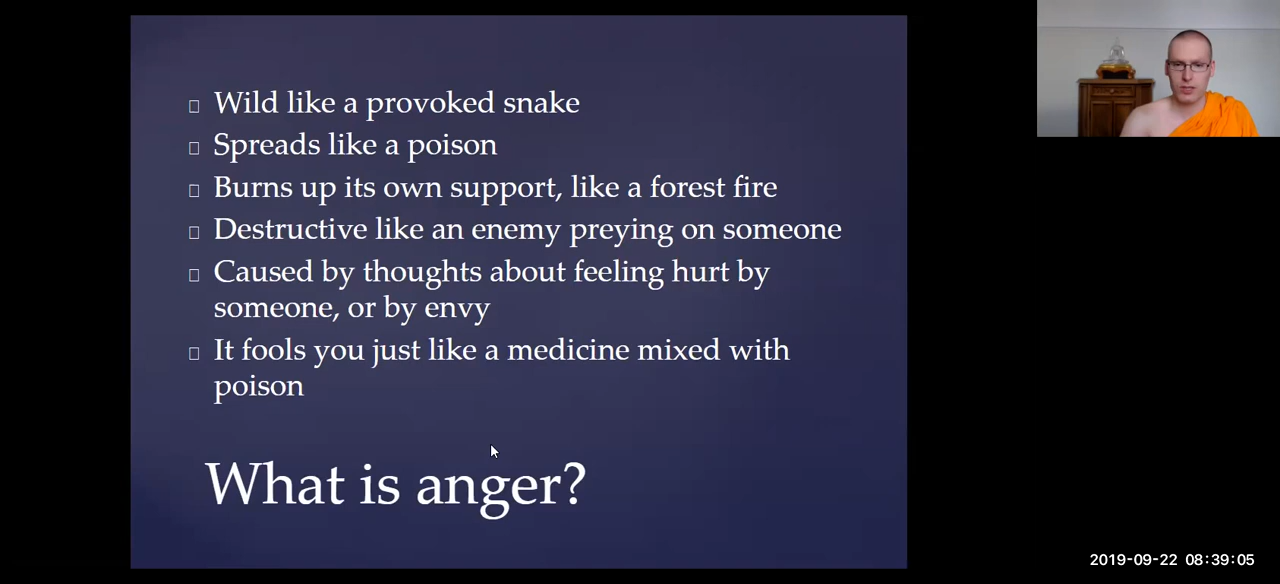 Wild like a provoked snake
Spreads like a poison
Burns up its own support, like a forest fire
Destructive like an enemy preying on someone
Caused by thoughts about feeling hurt by
someone, or by envy
It fools you just like a medicine mixed with
poison
What is anger?
2019-09-22 08:39:05